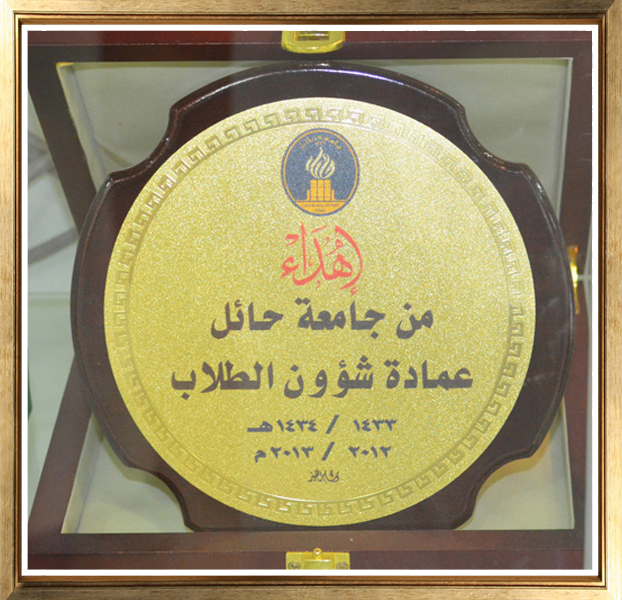 إهداء
من جامعة حائل
عمادة شؤون الطلاب
١٤٣٣ / ١٤٣٤هـ
٢٠١٢ / ٢٠١٣م